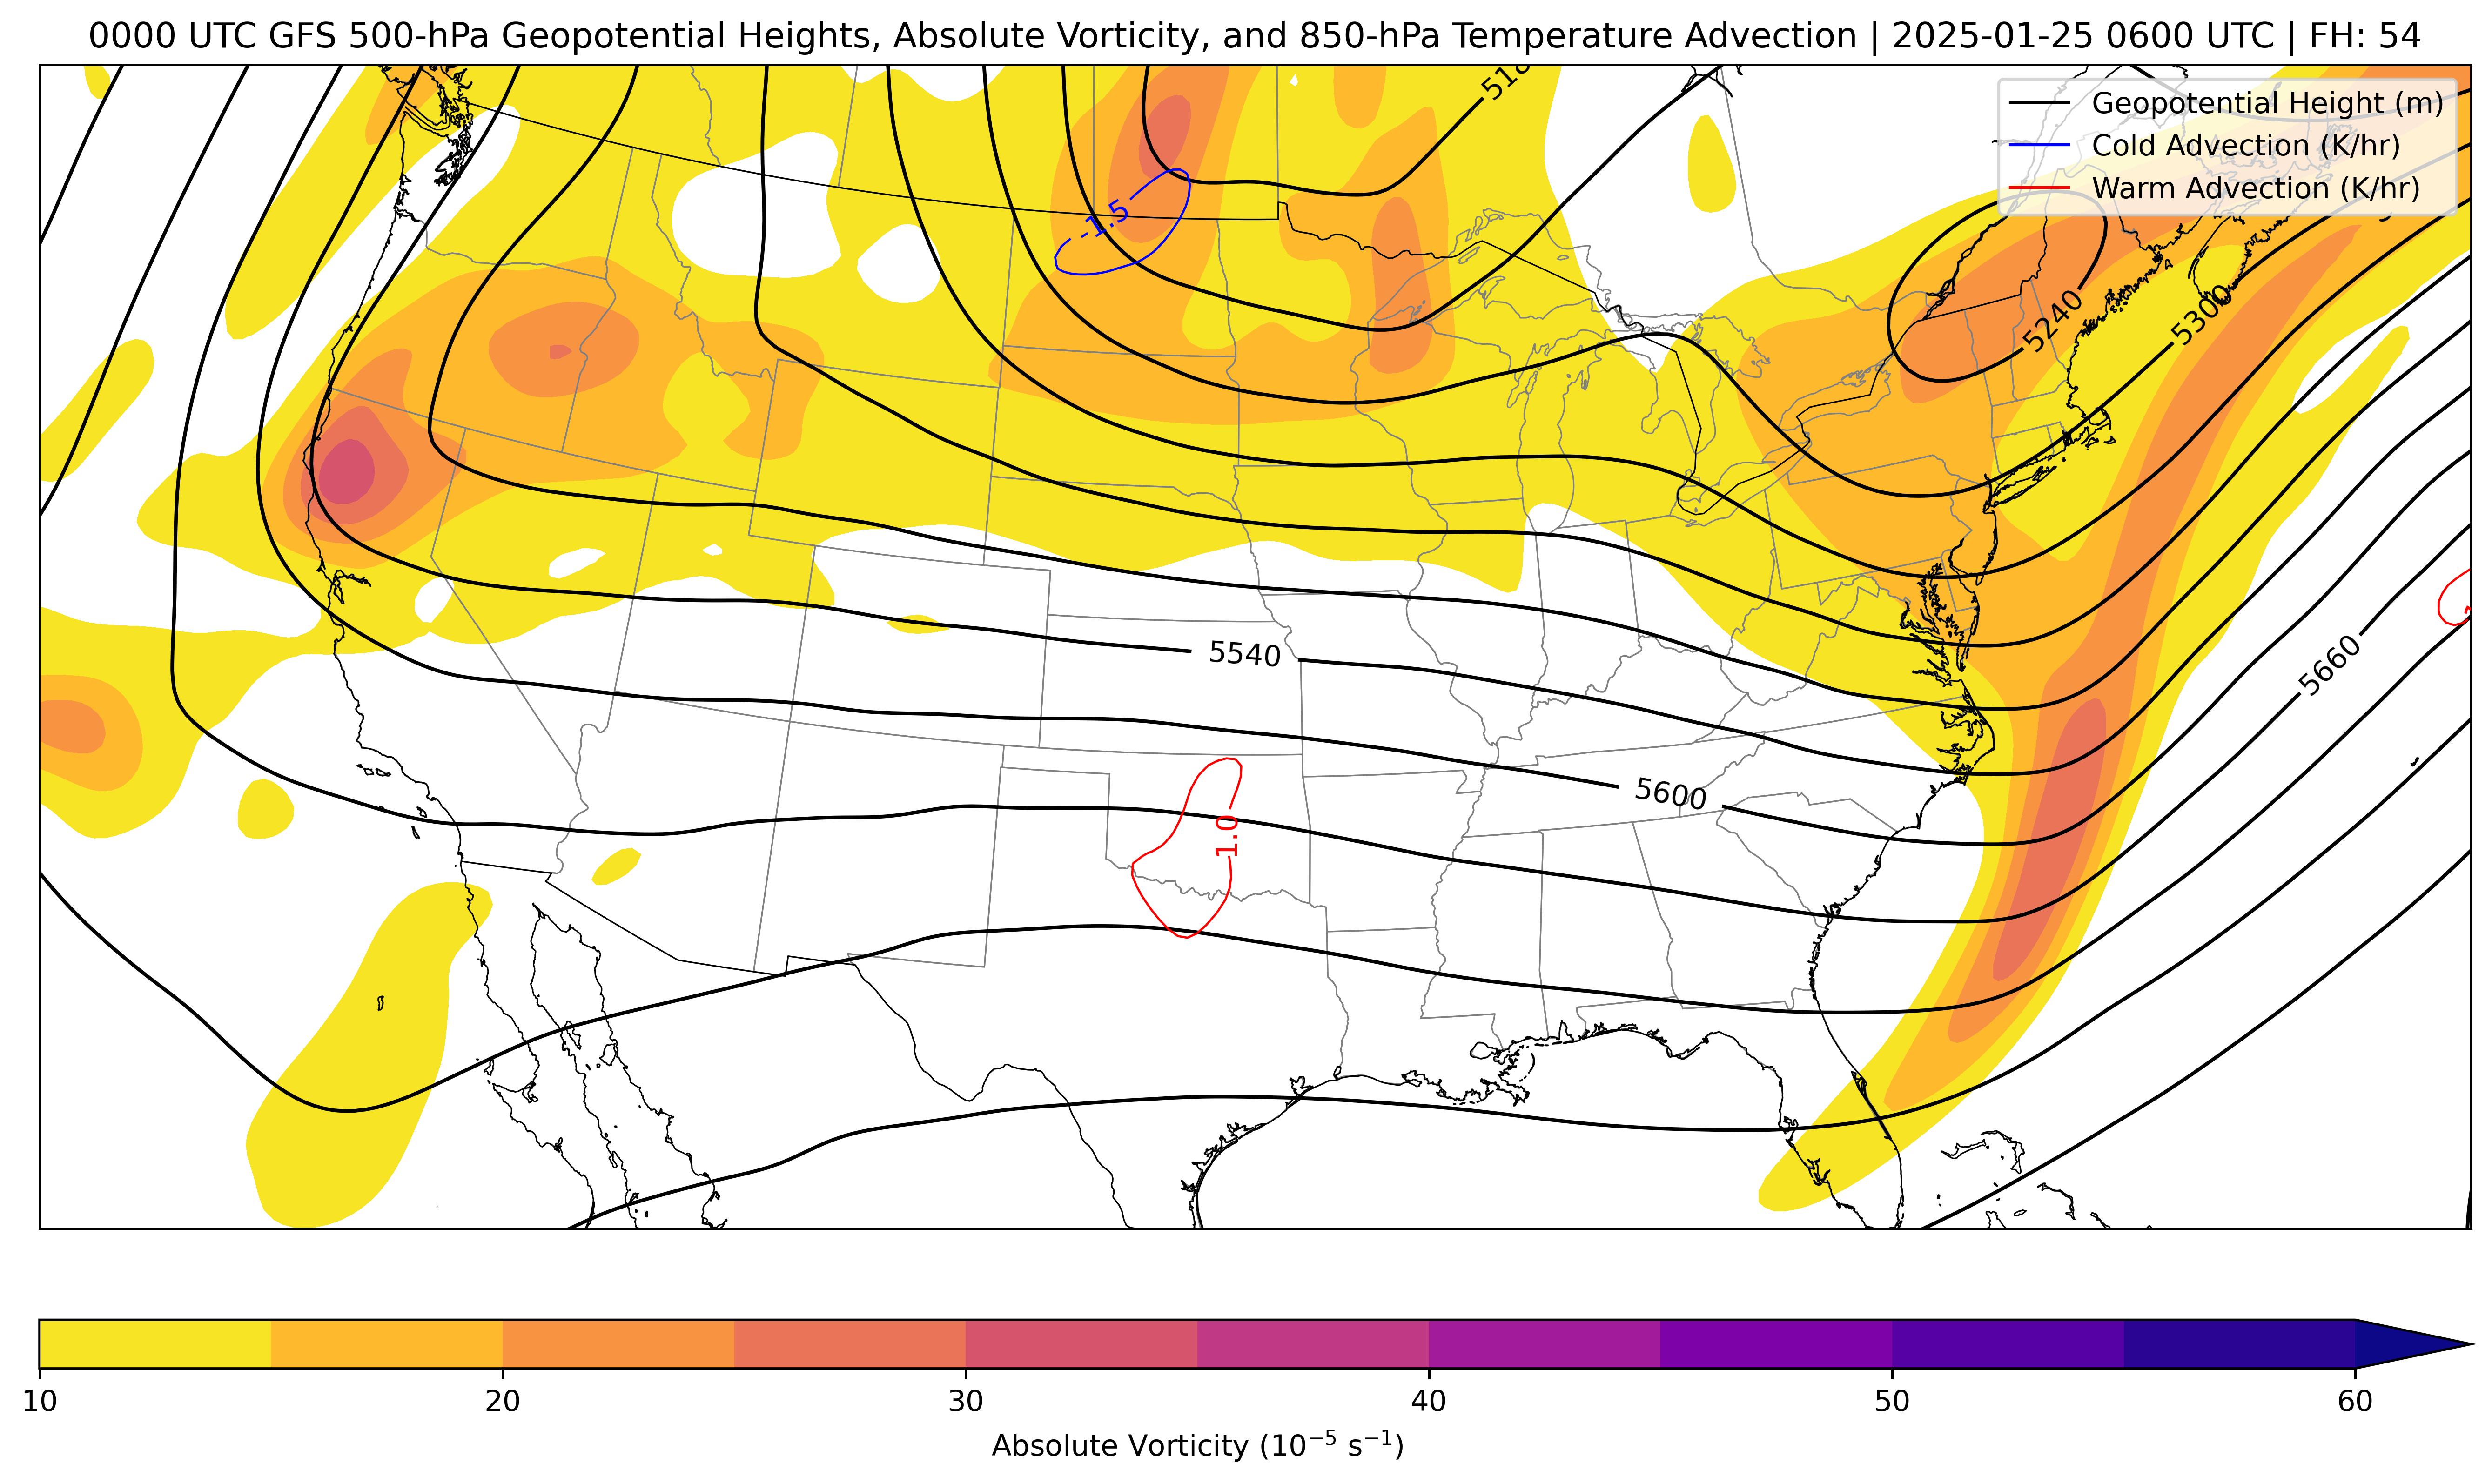 0000 UTC GFS 500-hPa Geopotential Heights, Absolute Vorticity, and 850-hPa Temperature Advection | 2025-01-25 0600 UTC | FH: 54
Geopotential Height (m)
Cold Advection (K/hr)
Warm Advection (K/hr)
-1.5
5240
5300
5540
5660
5600
1.0
10 20 30 40 50 60
Absolute Vorticity (10⁻⁵ s⁻¹)